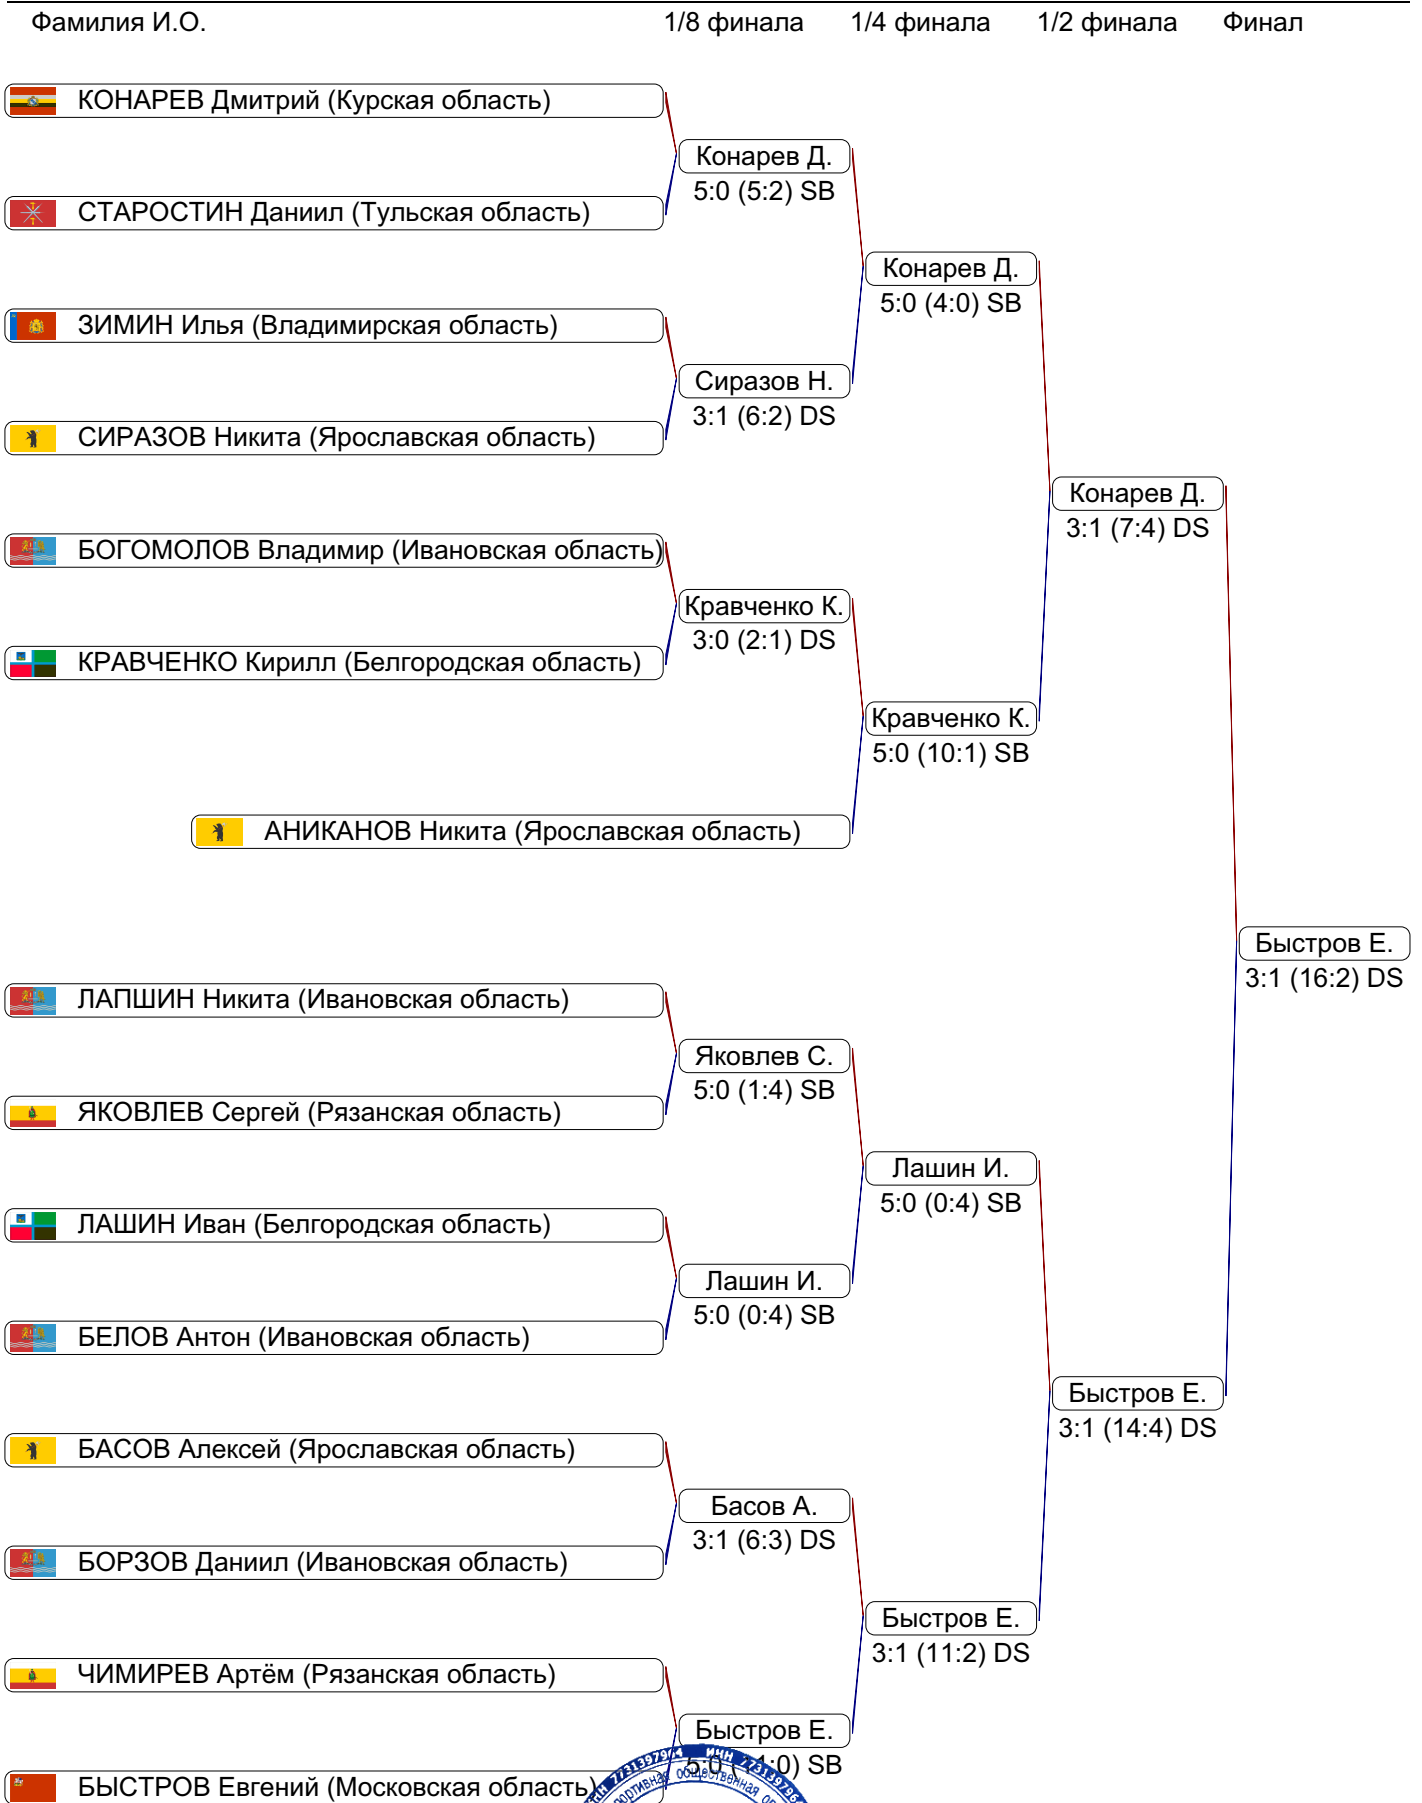 Фамилия И.О. 1/8 финала 1/4 финала 1/2 финала Финал
КОНАРЕВ Дмитрий (Курская область)
Конарев Д.
5:0 (5:2) SB
СТАРОСТИН Даниил (Тульская область)
Конарев Д.
5:0 (4:0) SB
ЗИМИН Илья (Владимирская область)
Сиразов Н.
3:1 (6:2) DS
СИРАЗОВ Никита (Ярославская область)
Конарев Д.
3:1 (7:4) DS
БОГОМОЛОВ Владимир (Ивановская область)
Кравченко К.
3:0 (2:1) DS
КРАВЧЕНКО Кирилл (Белгородская область)
Кравченко К.
5:0 (10:1) SB
АНИКАНОВ Никита (Ярославская область)
Быстров Е.
3:1 (16:2) DS
ЛАПШИН Никита (Ивановская область)
Яковлев С.
5:0 (1:4) SB
ЯКОВЛЕВ Сергей (Рязанская область)
Лашин И.
5:0 (0:4) SB
ЛАШИН Иван (Белгородская область)
Лашин И.
5:0 (0:4) SB
БЕЛОВ Антон (Ивановская область)
Быстров Е.
3:1 (14:4) DS
БАСОВ Алексей (Ярославская область)
Басов А.
3:1 (6:3) DS
БОРЗОВ Даниил (Ивановская область)
Быстров Е.
3:1 (11:2) DS
ЧИМИРЕВ Артём (Рязанская область)
Быстров Е.
5:0 SB
БЫСТРОВ Евгений (Московская область)